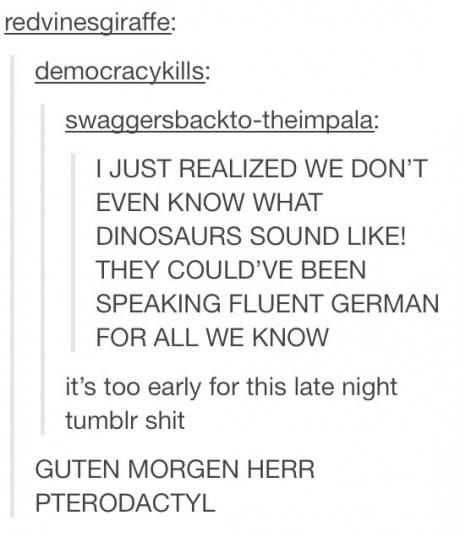 redvinesgiraffe:
democracykills:
swaggersbackto-theimpala:
I JUST REALIZED WE DON'T
EVEN KNOW WHAT
DINOSAURS SOUND LIKE!
THEY COULD'VE BEEN
SPEAKING FLUENT GERMAN
FOR ALL WE KNOW
it's too early for this late night
tumblr shit
GUTEN MORGEN HERR
PTERODACTYL